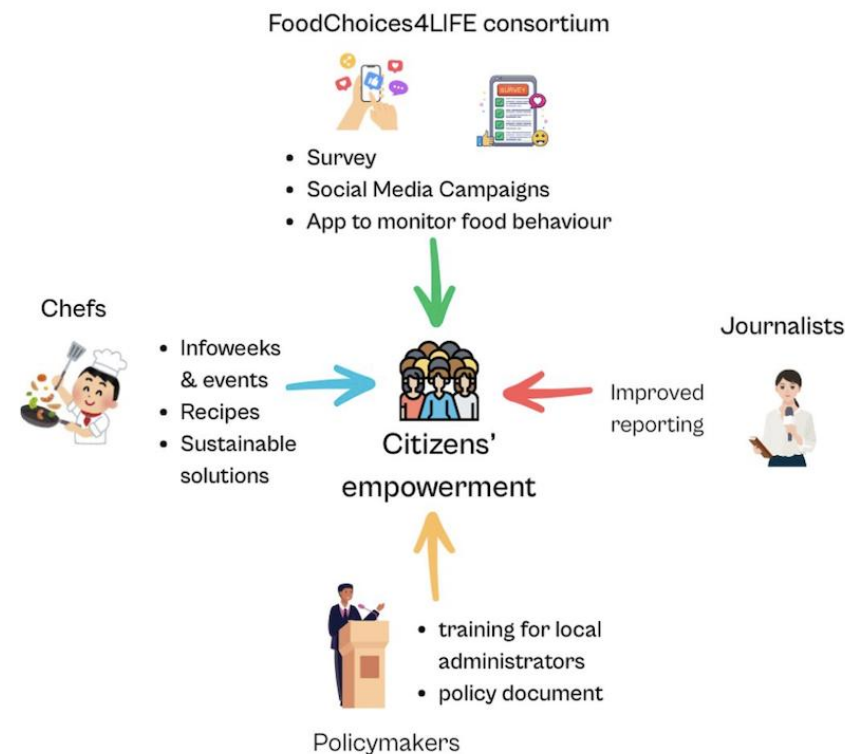 FoodChoices4LIFE consortium
SURVEY
• Survey
• Social Media Campaigns
• App to monitor food behaviour
Chefs
• Infoweeks
& events
• Recipes
• Sustainable
solutions
Journalists
Improved
reporting
Citizens’
empowerment
• training for local
administrators
• policy document
Policymakers